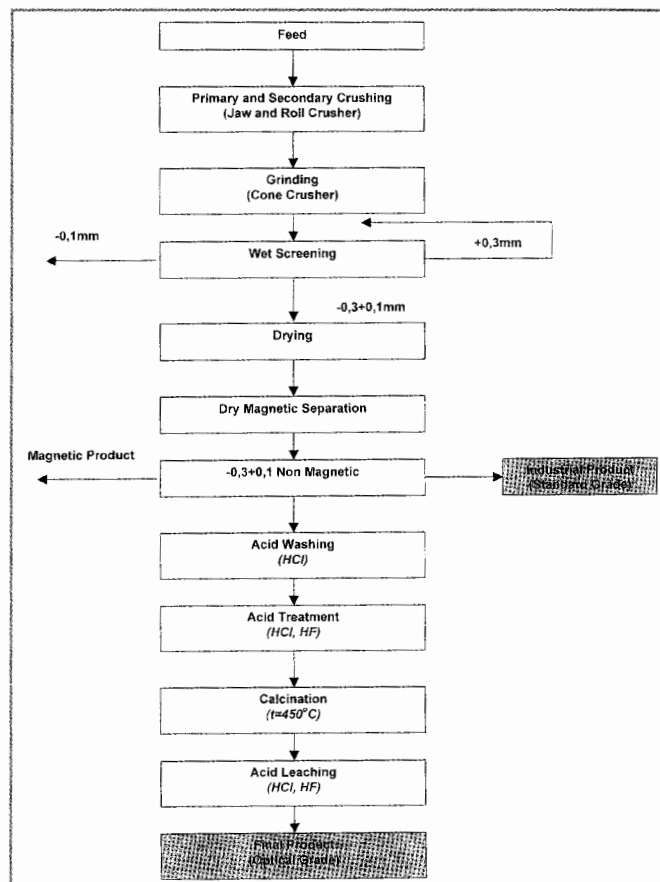 Feed
Primary and Secondary Crushing
(Jaw and Roll Crusher)
Grinding
(Cone Crusher)
-0,1mm
+0,3mm
Wet Screening
-0,3+0,1mm
Drying
Dry Magnetic Separation
Magnetic Product
-0,3+0,1 Non Magnetic
Industrial Product
(Standard Grade)
Acid Washing
(HCl)
Acid Treatment
(HCl, HF)
Calcination
(t=450°C)
Acid Leaching
(HCl, HF)
Final Product
(Optical Grade)